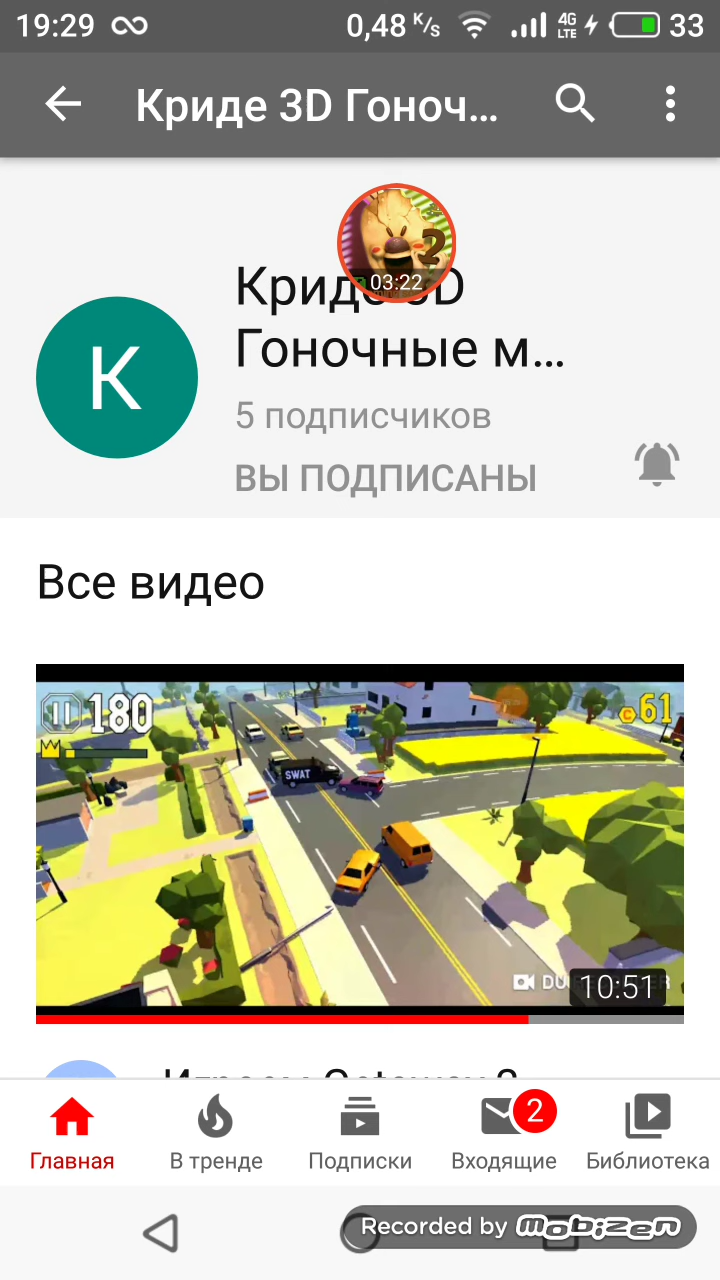 19:29 0,48 K/s 4G LTE 33
Криде 3D Гоноч...
2
03:22
Криде 3D
Гоночные м...
K
5 подписчиков
ВЫ ПОДПИСАНЫ
Все видео
180
61
SWAT
10:51
2
Главная
В тренде
Подписки
Входящие
Библиотека
Recorded by mobizen